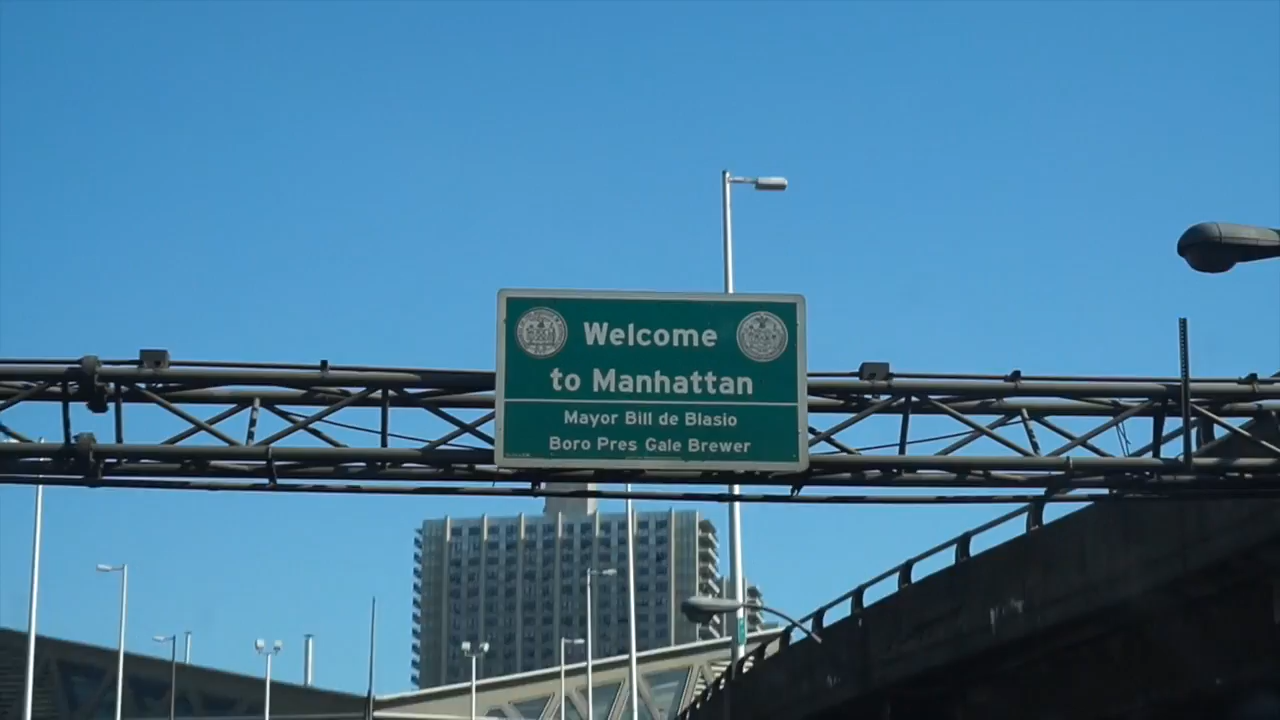 Welcome
to Manhattan
Mayor Bill de Blasio
Boro Pres Gale Brewer